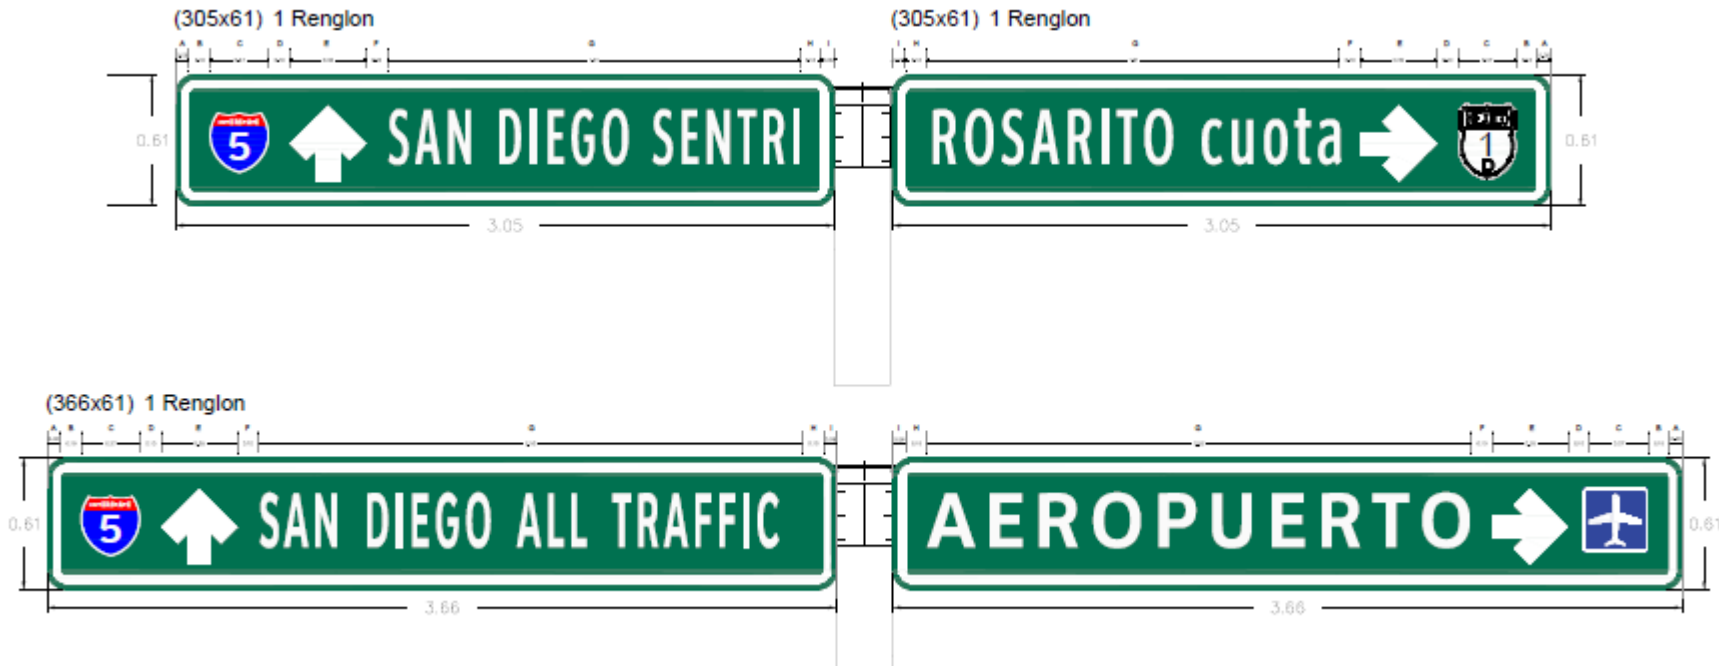 (305x61) 1 Renglon
(305x61) 1 Renglon
A B C D E F G H I
I H G F E D C B A
0.61
5 SAN DIEGO SENTRI
ROSARITO cuota
1
D
0.61
3.05
3.05
(366x61) 1 Renglon
A B C D E F G H I
I H G F E D C B A
0.61
5 SAN DIEGO ALL TRAFFIC
AEROPUERTO
0.61
3.66
3.66